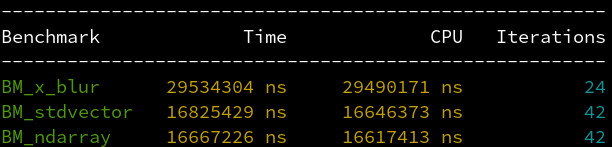 -------------------------------------------------------
Benchmark             Time             CPU   Iterations
-------------------------------------------------------
BM_x_blur      29534304 ns     29490171 ns           24
BM_stdvector   16825429 ns     16646373 ns           42
BM_ndarray     16667226 ns     16617413 ns           42